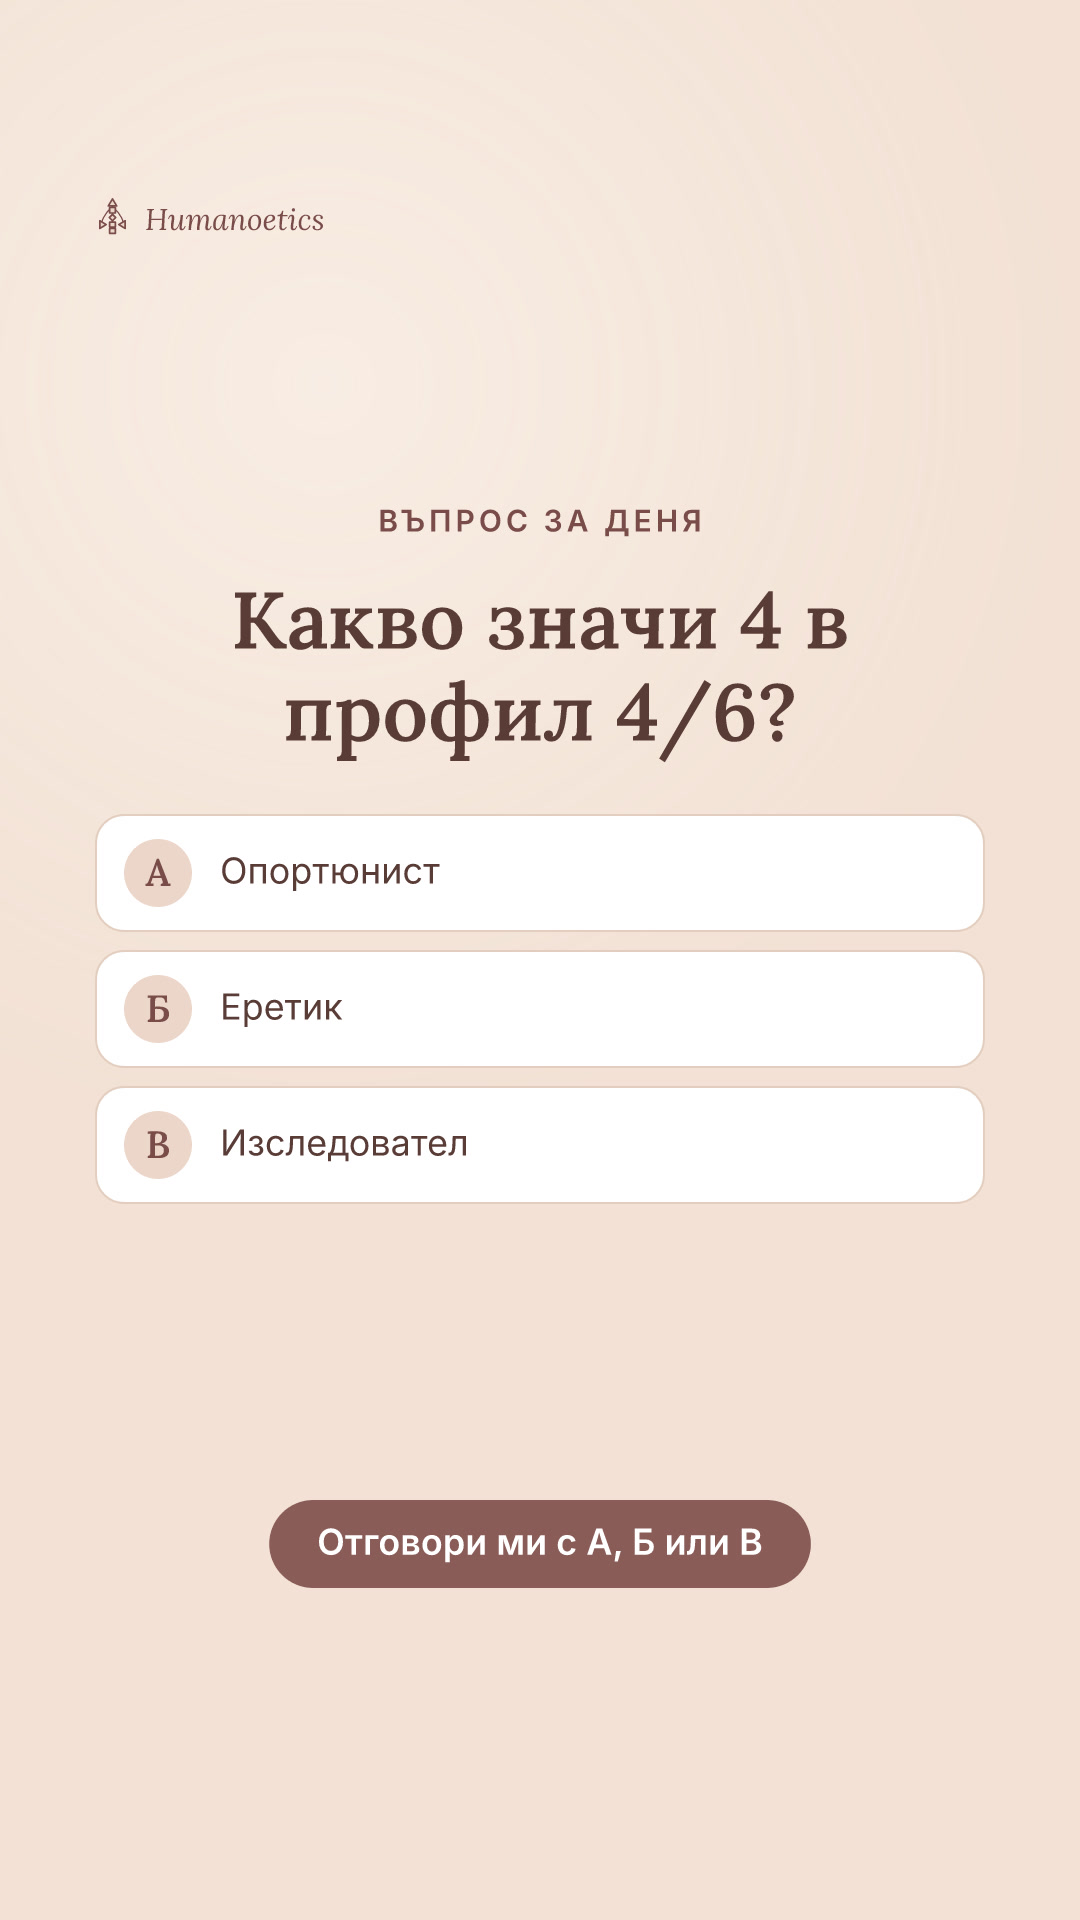 Humanoetics
ВЪПРОС ЗА ДЕНЯ
Какво значи 4 в
профил 4/6?
А Опортюнист
Б Еретик
В Изследовател
Отговори ми с А, Б или В